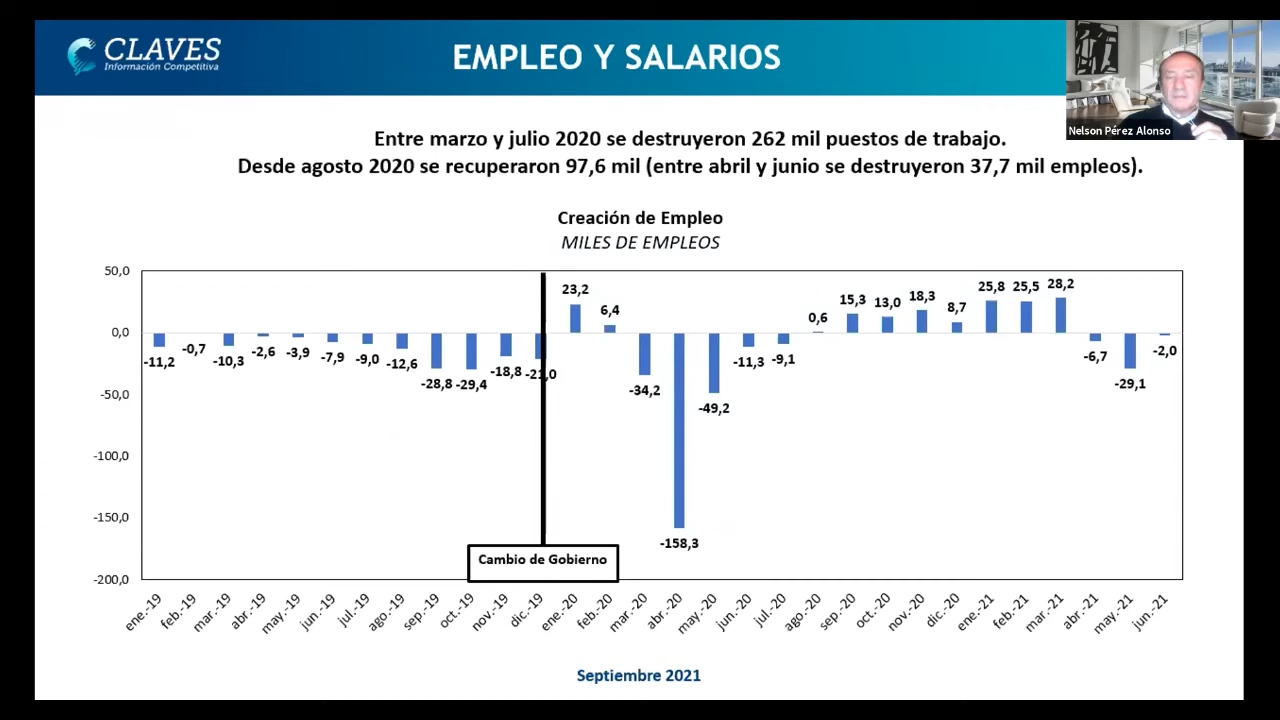 CLAVES
Información Competitiva
EMPLEO Y SALARIOS
Nelson Pérez Alonso
Entre marzo y julio 2020 se destruyeron 262 mil puestos de trabajo.
Desde agosto 2020 se recuperaron 97,6 mil (entre abril y junio se destruyeron 37,7 mil empleos).
Creación de Empleo
MILES DE EMPLEOS
50,0
0,0
-50,0
-100,0
-150,0
-200,0
-11,2
-0,7
-10,3
-2,6
-3,9
-7,9
-9,0
-12,6
-28,8
-29,4
-18,8
-21,0
23,2
6,4
-34,2
-158,3
-49,2
-11,3
-9,1
0,6
15,3
13,0
18,3
8,7
25,8
25,5
28,2
-6,7
-29,1
-2,0
Cambio de Gobierno
ene.-19
feb.-19
mar.-19
abr.-19
may.-19
jun.-19
jul.-19
ago.-19
sep.-19
oct.-19
nov.-19
dic.-19
ene.-20
feb.-20
mar.-20
abr.-20
may.-20
jun.-20
jul.-20
ago.-20
sep.-20
oct.-20
nov.-20
dic.-20
ene.-21
feb.-21
mar.-21
abr.-21
may.-21
jun.-21
Septiembre 2021